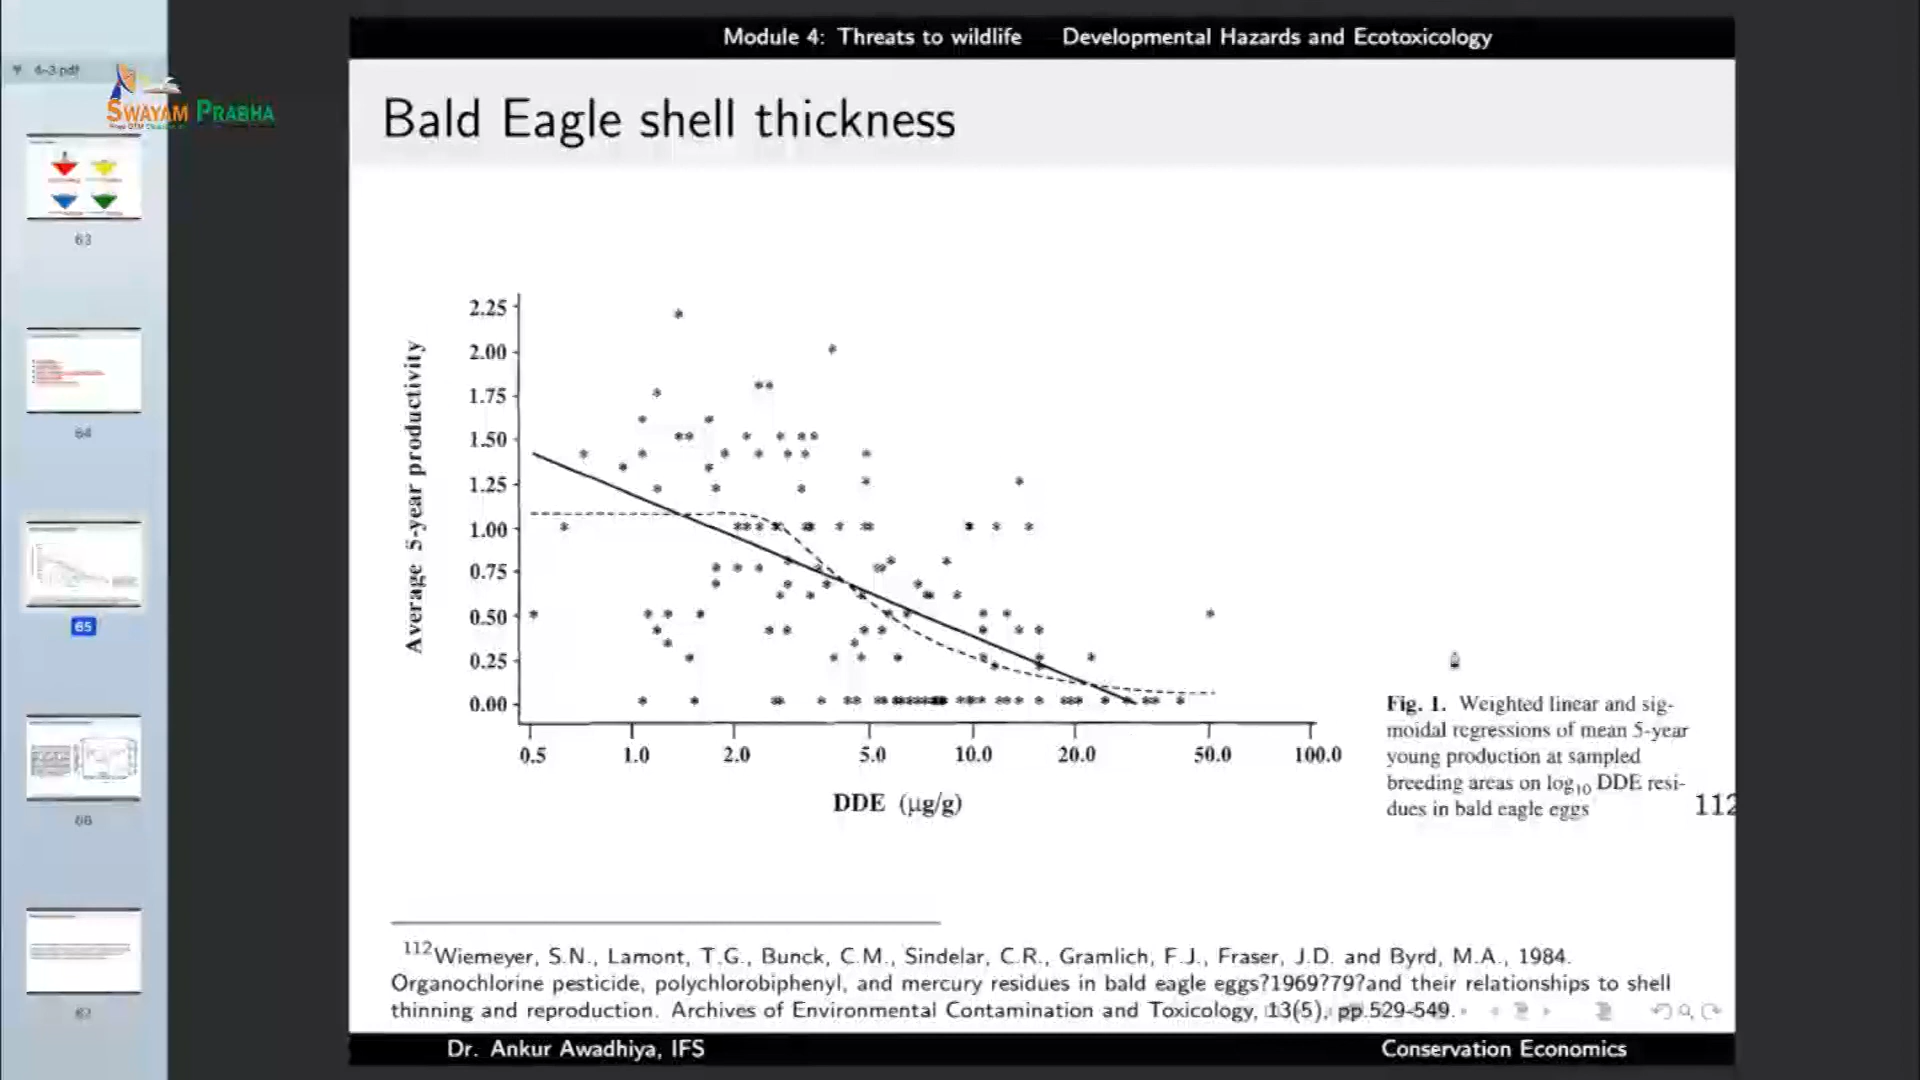 Module 4: Threats to wildlife Developmental Hazards and Ecotoxicology
SWAYAM PRABHA
Bald Eagle shell thickness
63
64
65
66
67
Average 5-year productivity
2.25
2.00
1.75
1.50
1.25
1.00
0.75
0.50
0.25
0.00
0.5 1.0 2.0 5.0 10.0 20.0 50.0 100.0
DDE (µg/g)
Fig. 1. Weighted linear and sig-
moidal regressions of mean 5-year
young production at sampled
breeding areas on log10 DDE resi-
dues in bald eagle eggs
112
112Wiemeyer, S.N., Lamont, T.G., Bunck, C.M., Sindelar, C.R., Gramlich, F.J., Fraser, J.D. and Byrd, M.A., 1984.
Organochlorine pesticide, polychlorobiphenyl, and mercury residues in bald eagle eggs?1969?79?and their relationships to shell
thinning and reproduction. Archives of Environmental Contamination and Toxicology, 13(5), pp.529-549.
Dr. Ankur Awadhiya, IFS Conservation Economics